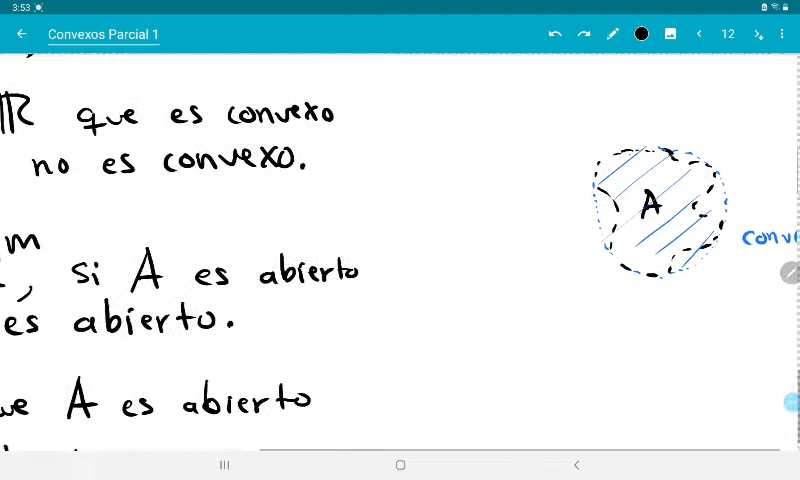 3:53
Convexos Parcial 1
12
ℝ que es convexo
no es convexo.
A
conv
m
, si A es abierto
es abierto.
ue A es abierto